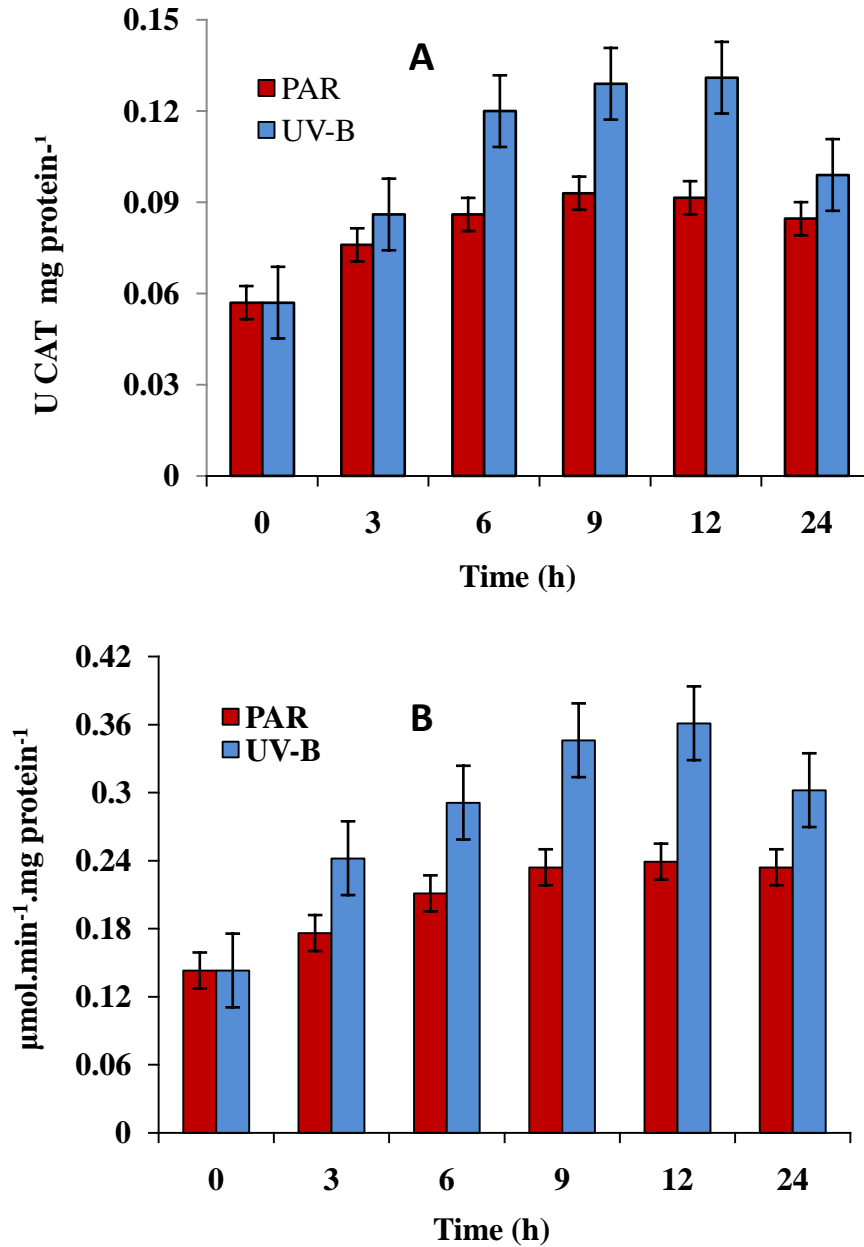 0.15
A
PAR
0.12
UV-B
0.09
0.06
0.03
0
U CAT mg protein-¹
0 3 6 9 12 24
Time (h)
0.42
B
PAR
0.36
UV-B
0.3
0.24
0.18
0.12
0.06
0
µmol.min⁻¹.mg protein⁻¹
0 3 6 9 12 24
Time (h)